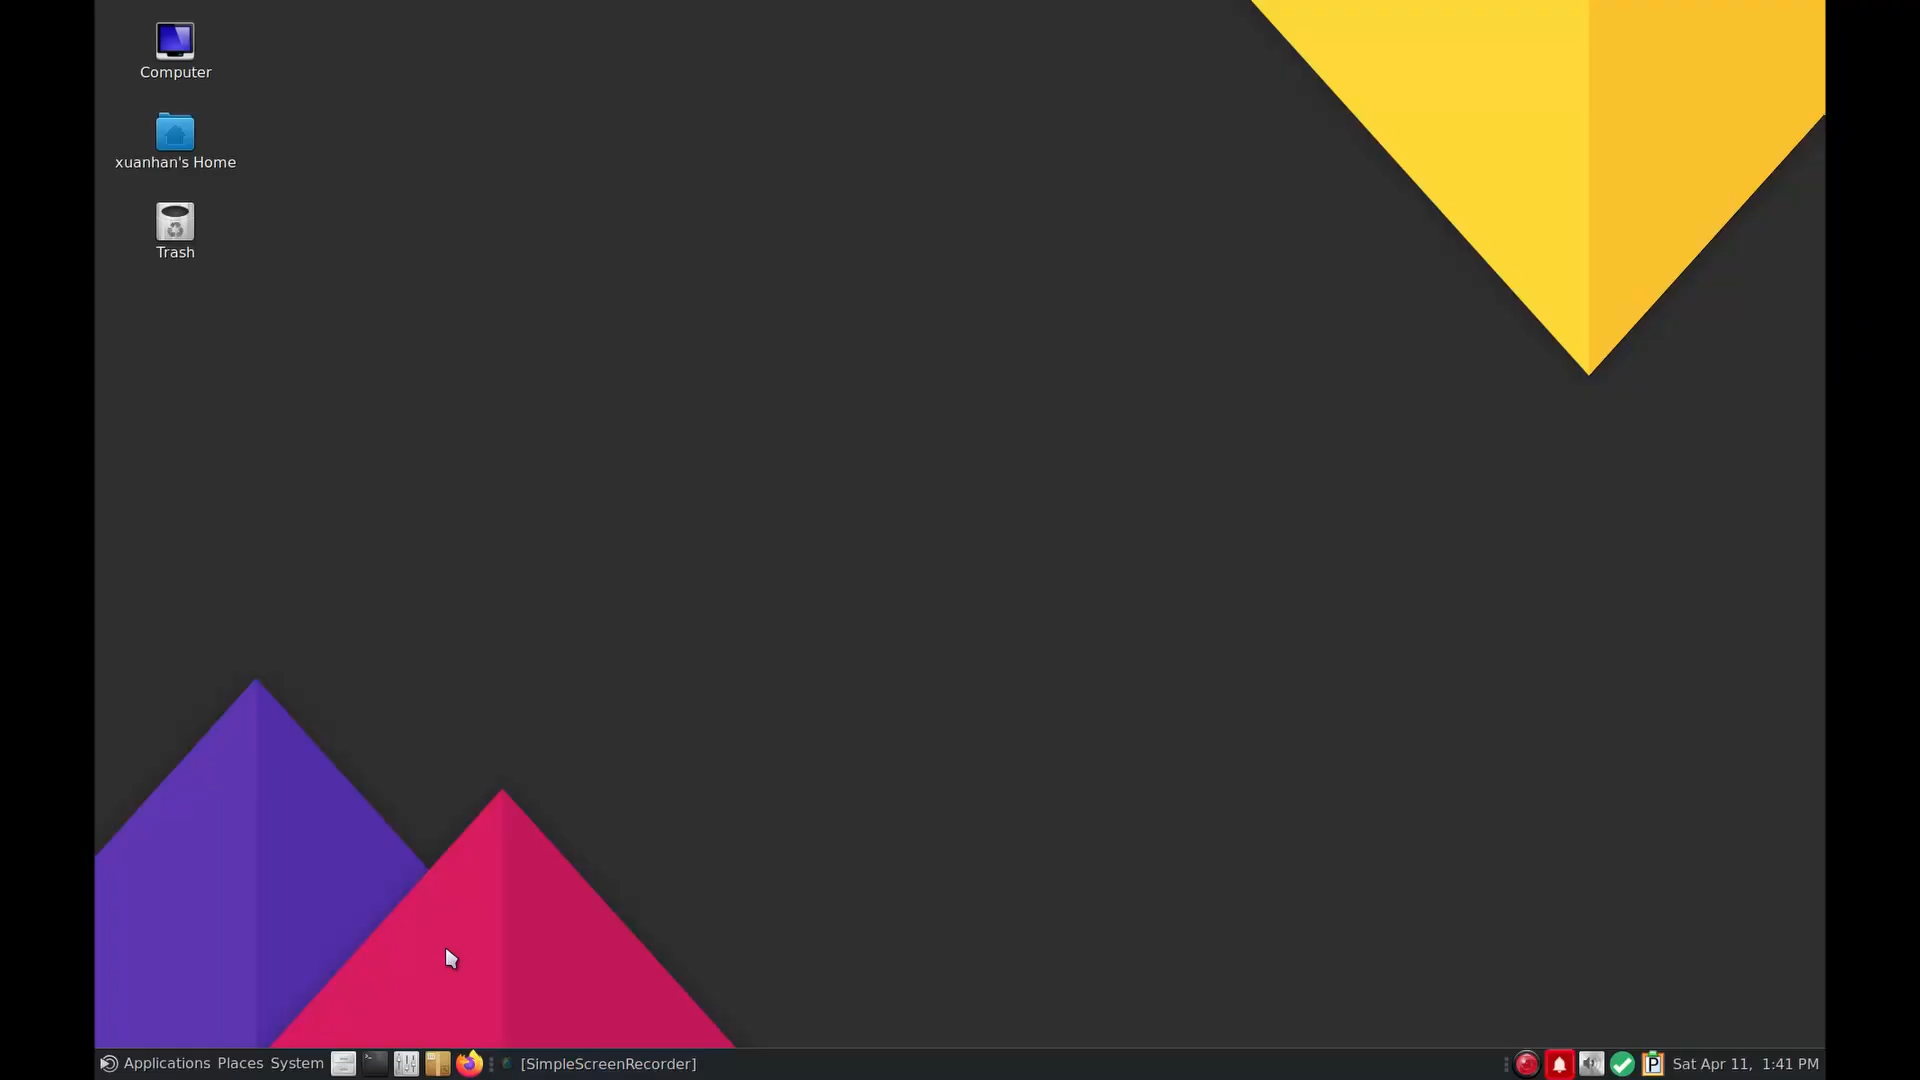 Computer
xuanhan's Home
Trash
Applications Places System [SimpleScreenRecorder] Sat Apr 11, 1:41 PM